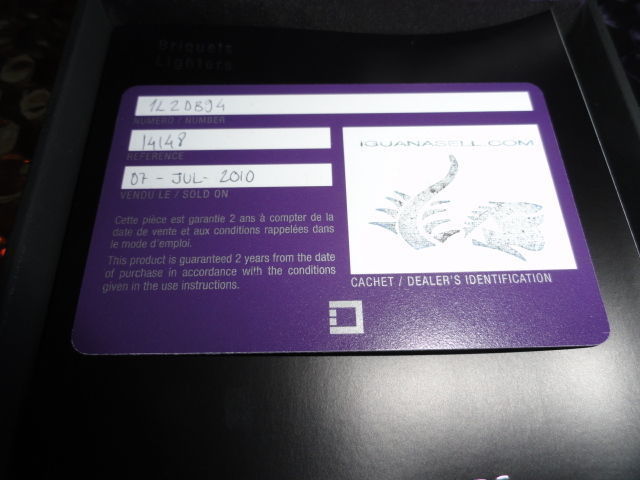 Briquets
Lighters
1L2DB94
NUMÉRO / NUMBER
14148
RÉFÉRENCE
07 - JUL - 2010
VENDU LE / SOLD ON
Cette pièce est garantie 2 ans à compter de la
date de vente et aux conditions rappelées dans
le mode d'emploi.
This product is guaranteed 2 years from the date
of purchase in accordance with the conditions
given in the use instructions.
IGUANASELL.COM
CACHET / DEALER'S IDENTIFICATION